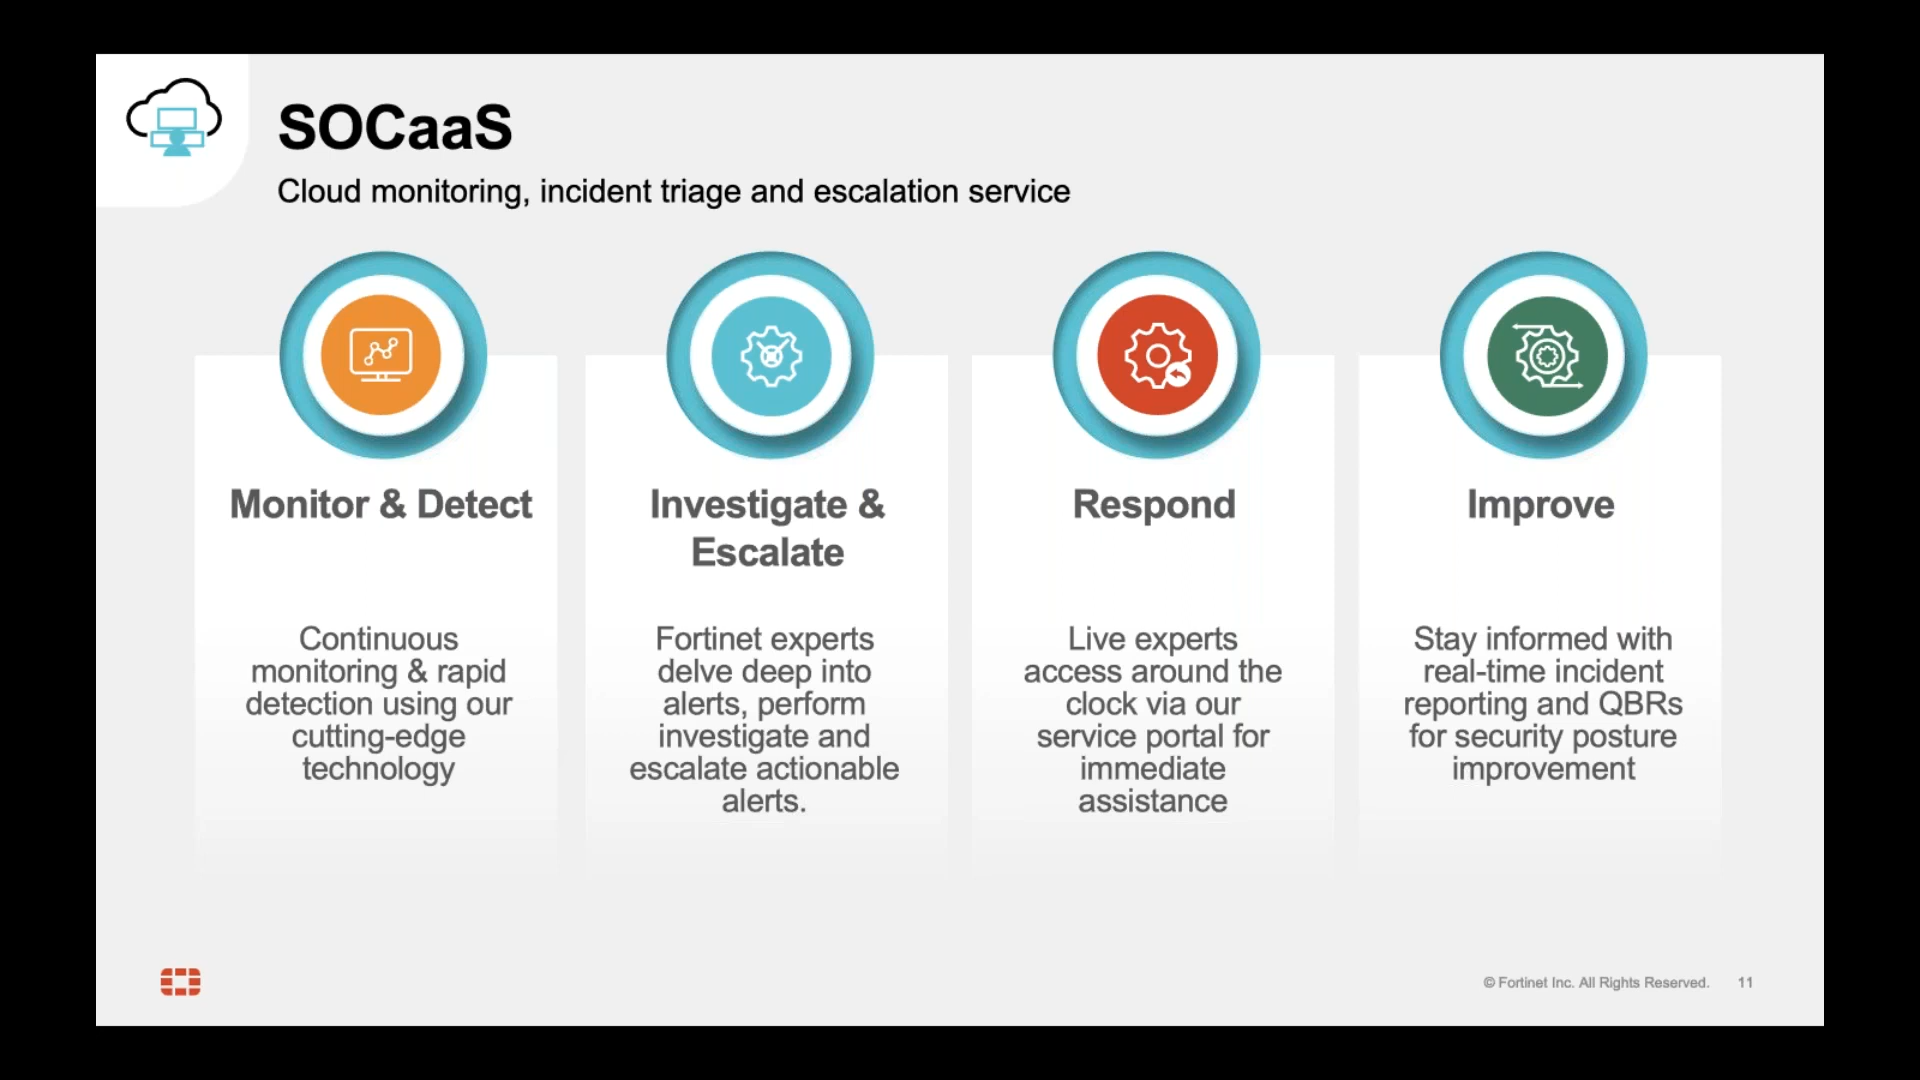 SOCaaS
Cloud monitoring, incident triage and escalation service
Monitor & Detect
Continuous
monitoring & rapid
detection using our
cutting-edge
technology
Investigate &
Escalate
Fortinet experts
delve deep into
alerts, perform
investigate and
escalate actionable
alerts.
Respond
Live experts
access around the
clock via our
service portal for
immediate
assistance
Improve
Stay informed with
real-time incident
reporting and QBRs
for security posture
improvement
© Fortinet Inc. All Rights Reserved. 11